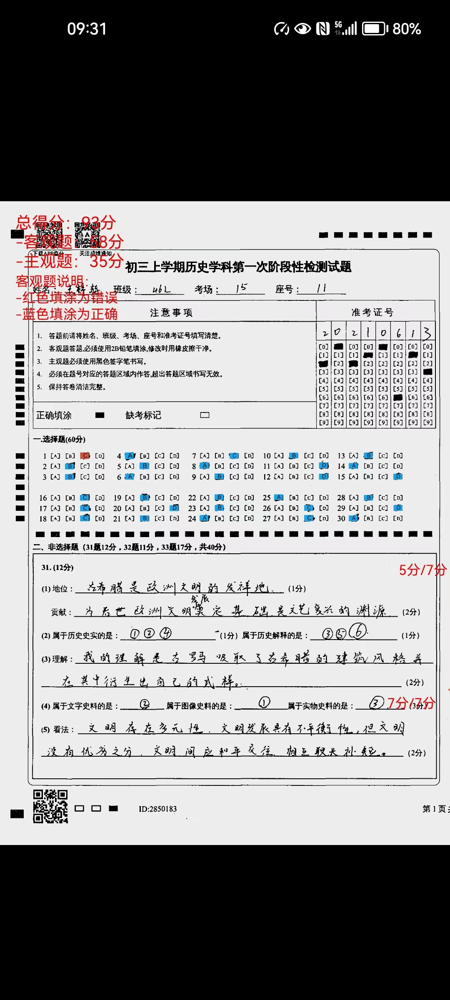 09:31
5G
80%
总得分：93分
-客观题：58分
-主观题：35分
客观题说明：
-红色填涂为错误
-蓝色填涂为正确
下载APP查分 关注成绩通知
初三上学期历史学科第一次阶段性检测试题
姓名： 班级： 462 考场： 15 座号： 11
注意事项 准考证号
2 0 2 1 0 6 1 3
1. 答题前请将姓名、班级、考场、座号和准考证号填写清楚。
2. 客观题答题,必须使用2B铅笔填涂,修改时用橡皮擦干净。
3. 主观题必须使用黑色签字笔书写。
4. 必须在题号对应的答题区域内作答,超出答题区域书写无效。
5. 保持答卷清洁完整。
正确填涂 缺考标记
[0] [0] [0] [0] [0] [0]
[1] [1] [1] [1] [1] [1]
[2] [2] [2] [2] [2] [2]
[3] [3] [3] [3] [3] [3] [3]
[4] [4] [4] [4] [4] [4] [4] [4]
[5] [5] [5] [5] [5] [5] [5] [5]
[6] [6] [6] [6] [6] [6] [6]
[7] [7] [7] [7] [7] [7] [7] [7]
[8] [8] [8] [8] [8] [8] [8] [8]
[9] [9] [9] [9] [9] [9] [9] [9]
一.选择题(60分)
1 [A] [B] C [D] 4 A [B] [C] [D] 7 [A] [B] C [D] 10 [A] B [C] [D] 13 [A] B [C] [D]
2 [A] B [C] [D] 5 [A] B [C] [D] 8 A [B] [C] [D] 11 [A] [B] [C] D 14 A [B] [C] [D]
3 [A] B [C] [D] 6 A [B] [C] [D] 9 [A] B [C] [D] 12 [A] [B] [C] D 15 [A] [B] [C] D
16 [A] [B] C [D] 19 [A] B [C] [D] 22 [A] B [C] [D] 25 A [B] [C] [D] 28 [A] B [C] [D]
17 [A] [B] C [D] 20 [A] [B] [C] D 23 [A] B [C] [D] 26 [A] [B] C [D] 29 [A] [B] [C] D
18 [A] [B] C [D] 21 [A] B [C] [D] 24 A [B] [C] [D] 27 [A] [B] C [D] 30 A [B] [C] [D]
二、非选择题（31题12分，32题11分，33题17分，共40分）
31. (12分)
5分/7分
(1) 地位： 古希腊是欧洲文明的发祥地. (1分)
发展
贡献： 为后世欧洲文明奠定基础.是文艺复兴的渊源 (2分)
(2) 属于历史史实的是： ①②④ (1分) 属于历史解释的是： ③⑤⑥. (1分)
(3) 理解： 我的理解是古罗马吸取了古希腊的建筑风格并
在其中衍生出自己的式样。 (2分)
(4) 属于文字史料的是： ② 属于图像史料的是： ① 属于实物史料的是： ③. (3分)
7分/7分
(5) 看法： 文明存在多元性.文明发展具有不平衡性,但文明
没有优劣之分.文明间应和平交往.相互取长补短。 (2分)
ID:2850183
第 1 页